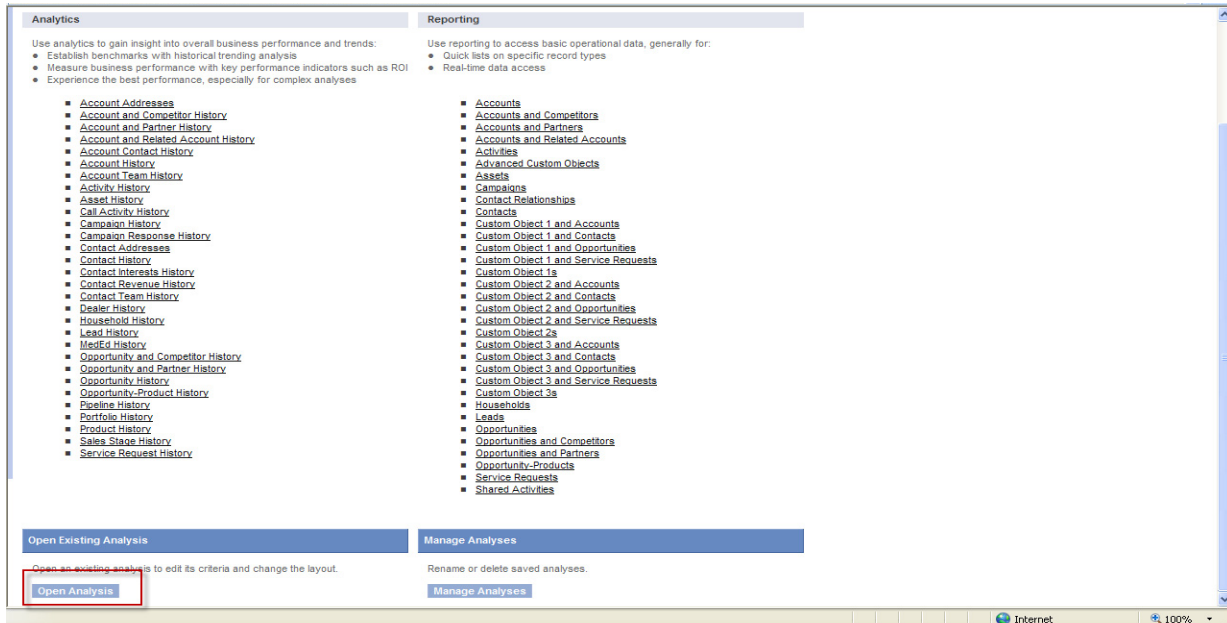 Analytics
Use analytics to gain insight into overall business performance and trends:
● Establish benchmarks with historical trending analysis
● Measure business performance with key performance indicators such as ROI
● Experience the best performance, especially for complex analyses
■ Account Addresses
■ Account and Competitor History
■ Account and Partner History
■ Account and Related Account History
■ Account Contact History
■ Account History
■ Account Team History
■ Activity History
■ Asset History
■ Call Activity History
■ Campaign History
■ Campaign Response History
■ Contact Addresses
■ Contact History
■ Contact Interests History
■ Contact Revenue History
■ Contact Team History
■ Dealer History
■ Household History
■ Lead History
■ MedEd History
■ Opportunity and Competitor History
■ Opportunity and Partner History
■ Opportunity History
■ Opportunity-Product History
■ Pipeline History
■ Portfolio History
■ Product History
■ Sales Stage History
■ Service Request History
Reporting
Use reporting to access basic operational data, generally for:
● Quick lists on specific record types
● Real-time data access
■ Accounts
■ Accounts and Competitors
■ Accounts and Partners
■ Accounts and Related Accounts
■ Activities
■ Advanced Custom Objects
■ Assets
■ Campaigns
■ Contact Relationships
■ Contacts
■ Custom Object 1 and Accounts
■ Custom Object 1 and Contacts
■ Custom Object 1 and Opportunities
■ Custom Object 1 and Service Requests
■ Custom Object 1s
■ Custom Object 2 and Accounts
■ Custom Object 2 and Contacts
■ Custom Object 2 and Opportunities
■ Custom Object 2 and Service Requests
■ Custom Object 2s
■ Custom Object 3 and Accounts
■ Custom Object 3 and Contacts
■ Custom Object 3 and Opportunities
■ Custom Object 3 and Service Requests
■ Custom Object 3s
■ Households
■ Leads
■ Opportunities
■ Opportunities and Competitors
■ Opportunities and Partners
■ Opportunity-Products
■ Service Requests
■ Shared Activities
Open Existing Analysis
Open an existing analysis to edit its criteria and change the layout.
Open Analysis
Manage Analyses
Rename or delete saved analyses.
Manage Analyses
Internet
100%